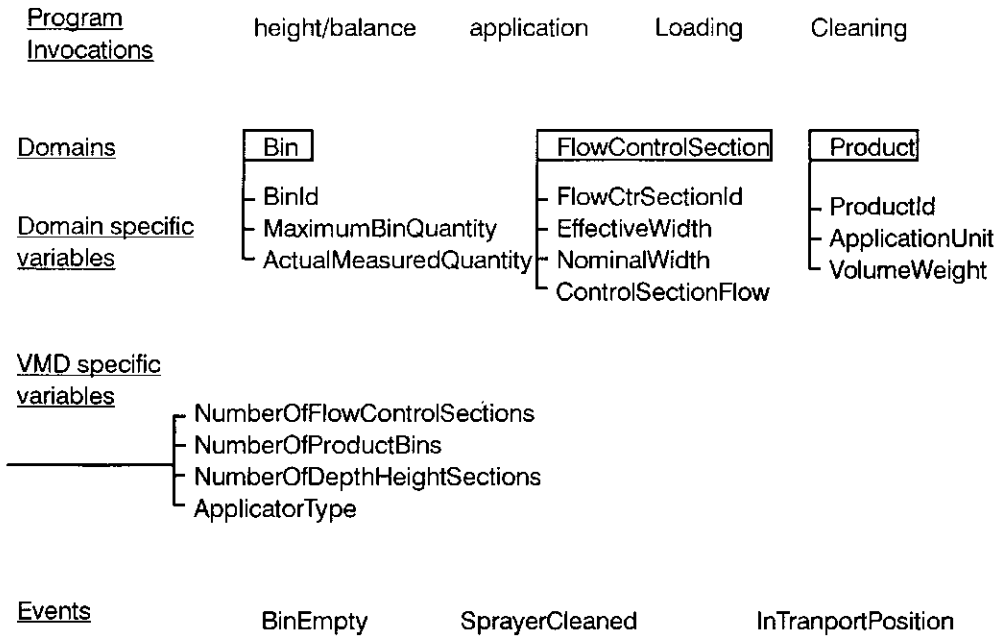 Program
Invocations
height/balance application Loading Cleaning
Domains Bin FlowControlSection Product
Domain specific
variables
BinId
MaximumBinQuantity
ActualMeasuredQuantity
FlowCtrSectionId
EffectiveWidth
NominalWidth
ControlSectionFlow
ProductId
ApplicationUnit
VolumeWeight
VMD specific
variables
NumberOfFlowControlSections
NumberOfProductBins
NumberOfDepthHeightSections
ApplicatorType
Events BinEmpty SprayerCleaned InTranportPosition